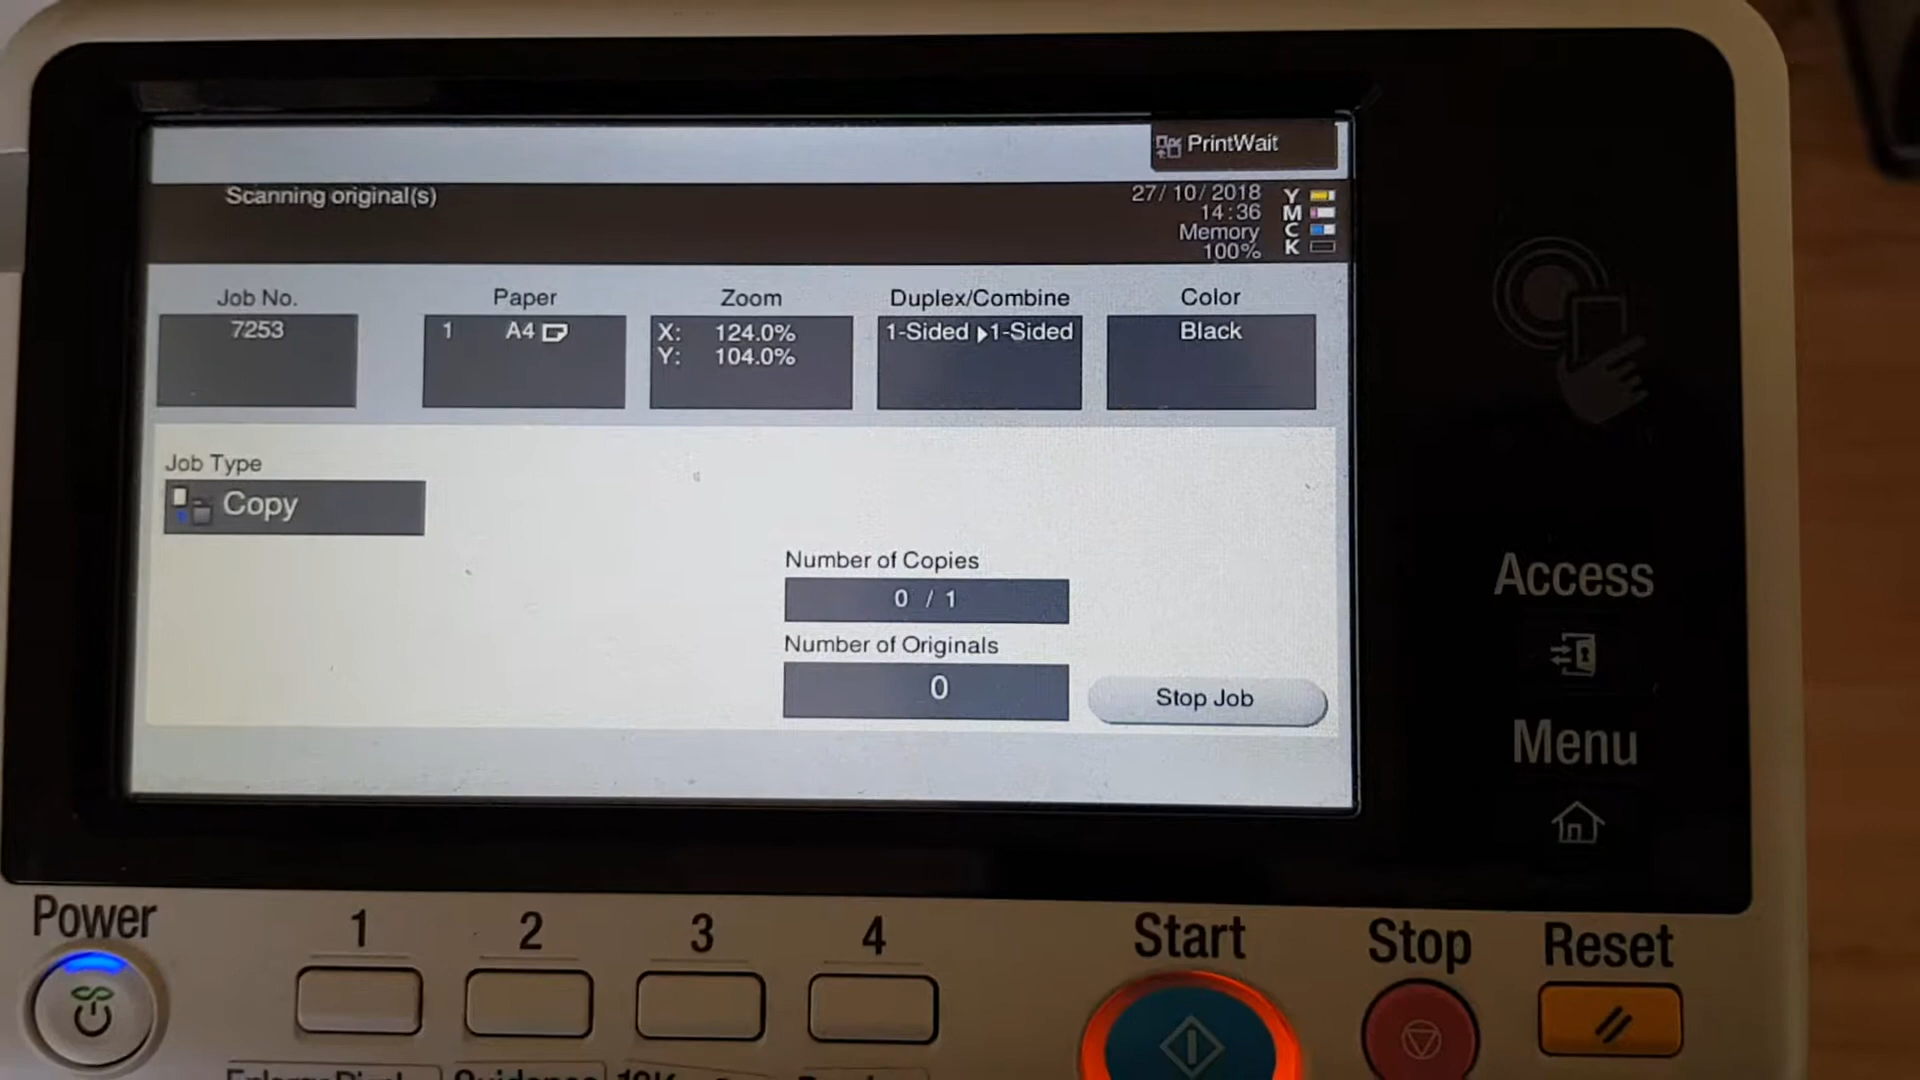 PrintWait
Scanning original(s)
27/10/2018
14:36
Memory
100%
Y
M
C
K
Job No.
7253
Paper
1 A4
Zoom
X: 124.0%
Y: 104.0%
Duplex/Combine
1-Sided ▶1-Sided
Color
Black
Job Type
Copy
Number of Copies
0 / 1
Number of Originals
0
Stop Job
Access
Menu
Power
1
2
3
4
Start
Stop
Reset
Guidance